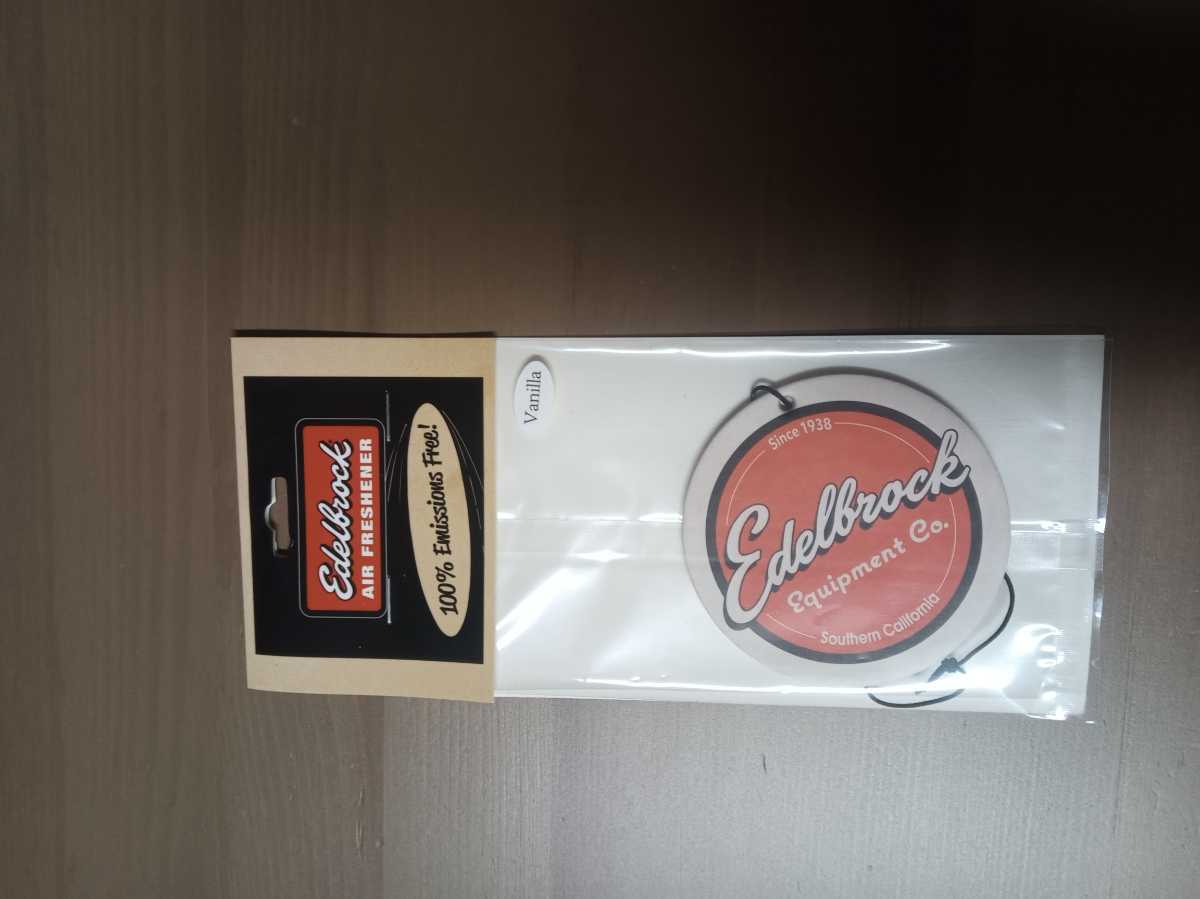 Edelbrock
AIR FRESHENER
100% Emissions Free!
Vanilla
Since 1938
Edelbrock
Equipment Co.
Southern California